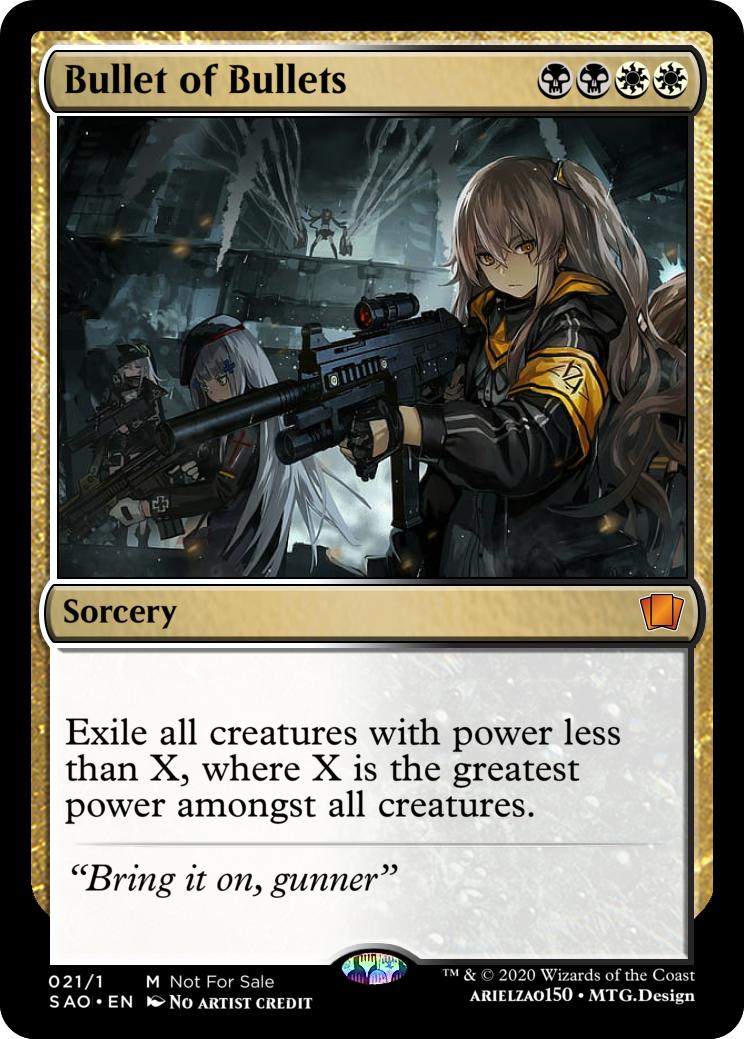 Bullet of Bullets
Sorcery
Exile all creatures with power less
than X, where X is the greatest
power amongst all creatures.
“Bring it on, gunner”
021/1 M Not For Sale
SAO • EN No artist credit
™ & © 2020 Wizards of the Coast
arielzao150 • MTG.Design